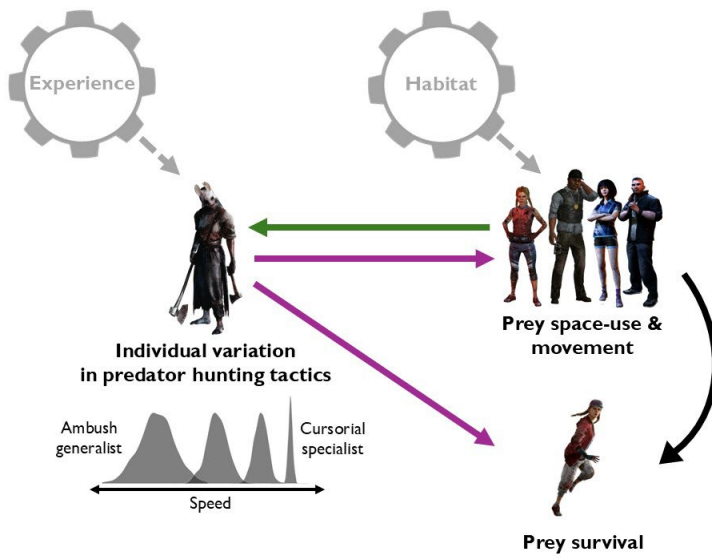 Experience
Habitat
Prey space-use &
movement
Individual variation
in predator hunting tactics
Ambush
generalist
Cursorial
specialist
Speed
Prey survival